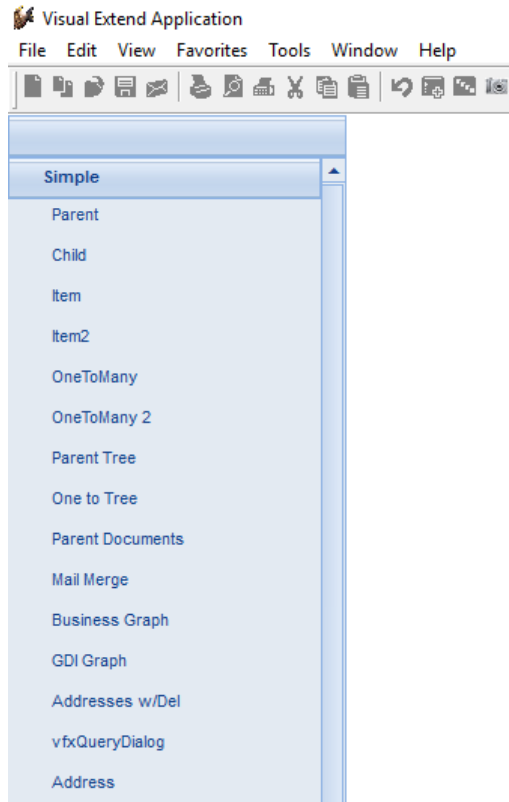 Visual Extend Application
File Edit View Favorites Tools Window Help
Simple
Parent
Child
Item
Item2
OneToMany
OneToMany 2
Parent Tree
One to Tree
Parent Documents
Mail Merge
Business Graph
GDI Graph
Addresses w/Del
vfxQueryDialog
Address